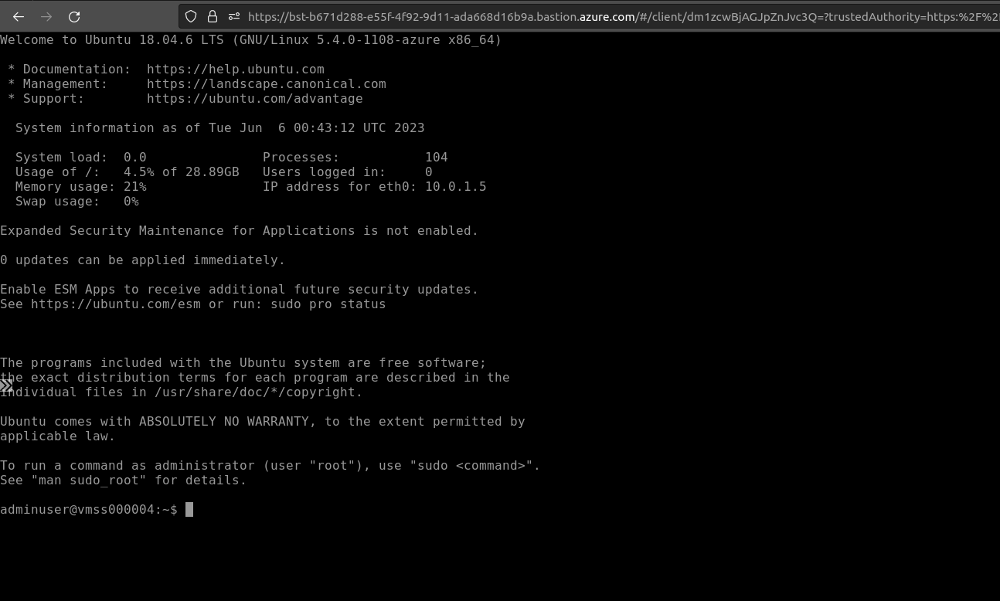 https://bst-b671d288-e55f-4f92-9d11-ada668d16b9a.bastion.azure.com/#/client/dm1zcwBjAGJpZnJvc3Q=?trustedAuthority=https:%2F%2
Welcome to Ubuntu 18.04.6 LTS (GNU/Linux 5.4.0-1108-azure x86_64)
* Documentation:  https://help.ubuntu.com
* Management:     https://landscape.canonical.com
* Support:        https://ubuntu.com/advantage
System information as of Tue Jun  6 00:43:12 UTC 2023
System load:  0.0               Processes:           104
Usage of /:   4.5% of 28.89GB   Users logged in:     0
Memory usage: 21%               IP address for eth0: 10.0.1.5
Swap usage:   0%
Expanded Security Maintenance for Applications is not enabled.
0 updates can be applied immediately.
Enable ESM Apps to receive additional future security updates.
See https://ubuntu.com/esm or run: sudo pro status
The programs included with the Ubuntu system are free software;
the exact distribution terms for each program are described in the
individual files in /usr/share/doc/*/copyright.
Ubuntu comes with ABSOLUTELY NO WARRANTY, to the extent permitted by
applicable law.
To run a command as administrator (user "root"), use "sudo <command>".
See "man sudo_root" for details.
adminuser@vmss000004:~$